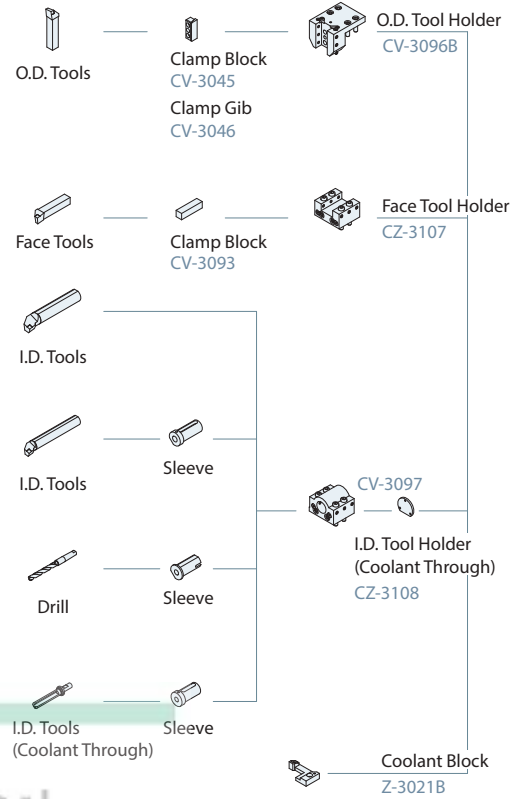 O.D. Tools
Clamp Block
CV-3045
Clamp Gib
CV-3046
O.D. Tool Holder
CV-3096B
Face Tools
Clamp Block
CV-3093
Face Tool Holder
CZ-3107
I.D. Tools
I.D. Tools
Sleeve
CV-3097
I.D. Tool Holder
(Coolant Through)
CZ-3108
Drill
Sleeve
I.D. Tools
(Coolant Through)
Sleeve
Coolant Block
Z-3021B